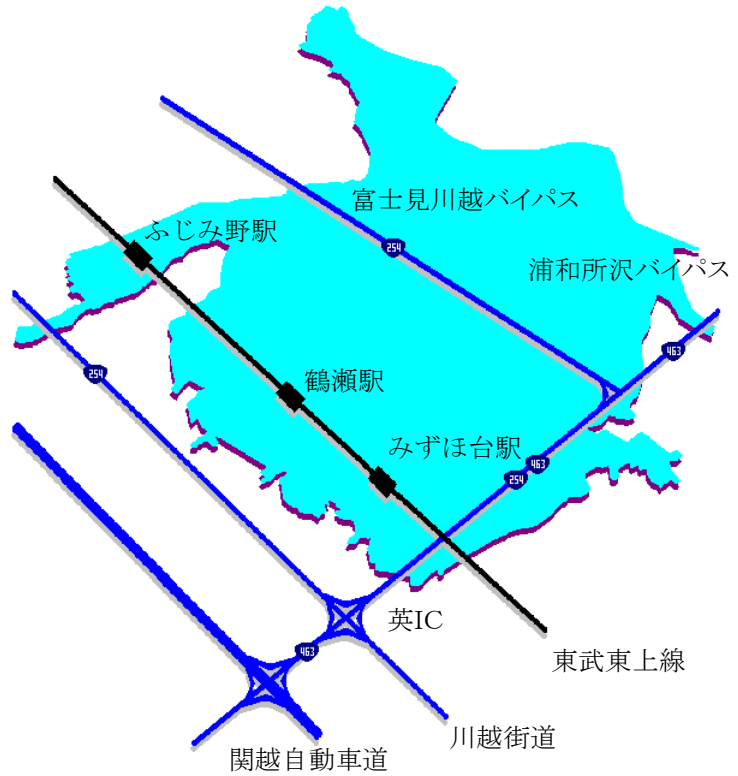 富士見川越バイパス
ふじみ野駅
254
浦和所沢バイパス
463
254
鶴瀬駅
みずほ台駅
463
254
英IC
463
東武東上線
川越街道
関越自動車道